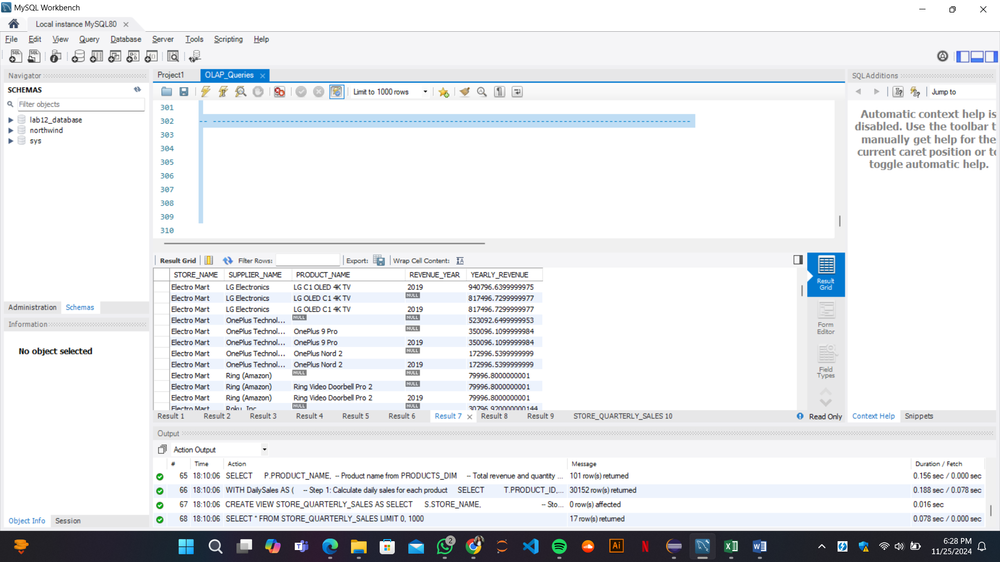 MySQL Workbench
Local instance MySQL80
File Edit View Query Database Server Tools Scripting Help
Navigator
SCHEMAS
Filter objects
lab12_database
northwind
sys
Administration Schemas
Information
No object selected
Object Info Session
Project1 OLAP_Queries
Limit to 1000 rows
301
302 -- --------------------------------------------------------------------------------------------
303
304
305
306
307
308
309
310
Result Grid Filter Rows: Export: Wrap Cell Content:
STORE_NAME SUPPLIER_NAME PRODUCT_NAME REVENUE_YEAR YEARLY_REVENUE
Electro Mart LG Electronics LG C1 OLED 4K TV 2019 940796.6399999975
Electro Mart LG Electronics LG OLED C1 4K TV NULL 817496.7299999977
Electro Mart LG Electronics LG OLED C1 4K TV 2019 817496.7299999977
Electro Mart OnePlus Technol... NULL NULL 523092.6499999953
Electro Mart OnePlus Technol... OnePlus 9 Pro NULL 350096.1099999984
Electro Mart OnePlus Technol... OnePlus 9 Pro 2019 350096.1099999984
Electro Mart OnePlus Technol... OnePlus Nord 2 NULL 172996.5399999999
Electro Mart OnePlus Technol... OnePlus Nord 2 2019 172996.5399999999
Electro Mart Ring (Amazon) NULL NULL 79996.8000000001
Electro Mart Ring (Amazon) Ring Video Doorbell Pro 2 NULL 79996.8000000001
Electro Mart Ring (Amazon) Ring Video Doorbell Pro 2 2019 79996.8000000001
Electro Mart Roku, Inc. NULL NULL 30796.920000000144
Result Grid
Form Editor
Field Types
Result 1 Result 2 Result 3 Result 4 Result 5 Result 6 Result 7 Result 8 Result 9 STORE_QUARTERLY_SALES 10 Read Only
SQLAdditions
Jump to
Automatic context help is
disabled. Use the toolbar t
manually get help for the
current caret position or to
toggle automatic help.
Context Help Snippets
Output
Action Output
# Time Action Message Duration / Fetch
65 18:10:06 SELECT P.PRODUCT_NAME, -- Product name from PRODUCTS_DIM -- Total revenue and quantity ... 101 row(s) returned 0.156 sec / 0.000 sec
66 18:10:06 WITH DailySales AS ( -- Step 1: Calculate daily sales for each product SELECT T.PRODUCT_ID,... 30152 row(s) returned 0.188 sec / 0.078 sec
67 18:10:06 CREATE VIEW STORE_QUARTERLY_SALES AS SELECT S.STORE_NAME, -- Sto... 0 row(s) affected 0.016 sec
68 18:10:06 SELECT * FROM STORE_QUARTERLY_SALES LIMIT 0, 1000 17 row(s) returned 0.078 sec / 0.000 sec
2
Ai
6:28 PM
11/25/2024